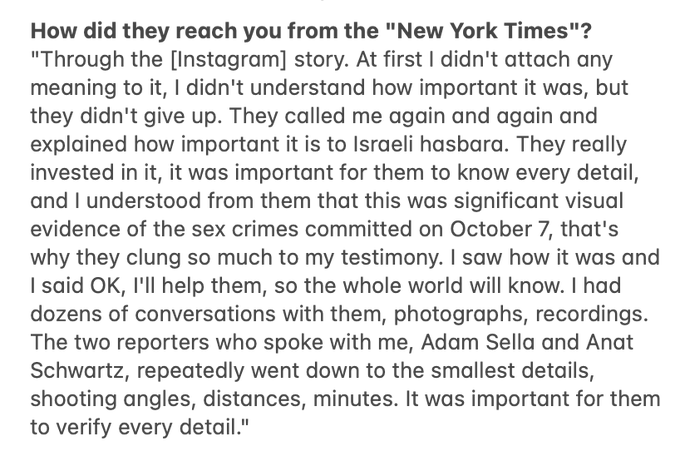 How did they reach you from the "New York Times"?
"Through the [Instagram] story. At first I didn't attach any
meaning to it, I didn't understand how important it was, but
they didn't give up. They called me again and again and
explained how important it is to Israeli hasbara. They really
invested in it, it was important for them to know every detail,
and I understood from them that this was significant visual
evidence of the sex crimes committed on October 7, that's
why they clung so much to my testimony. I saw how it was and
I said OK, I'll help them, so the whole world will know. I had
dozens of conversations with them, photographs, recordings.
The two reporters who spoke with me, Adam Sella and Anat
Schwartz, repeatedly went down to the smallest details,
shooting angles, distances, minutes. It was important for them
to verify every detail."